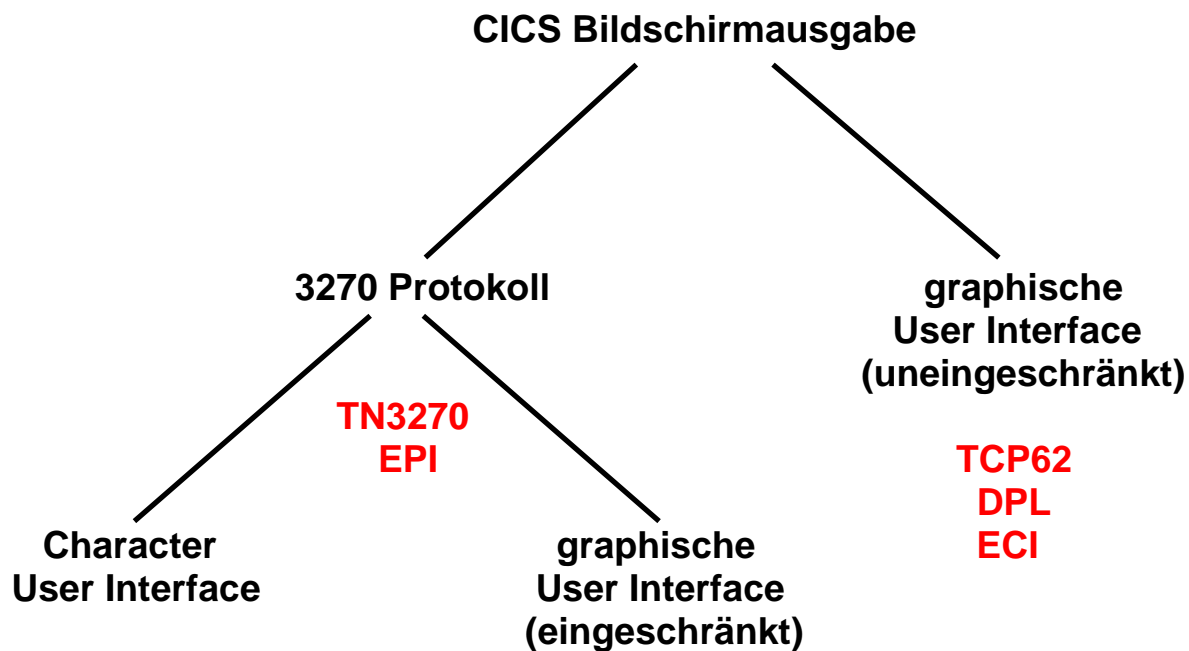 CICS Bildschirmausgabe
3270 Protokoll
graphische
User Interface
(uneingeschränkt)
TN3270
EPI
TCP62
DPL
ECI
Character
User Interface
graphische
User Interface
(eingeschränkt)